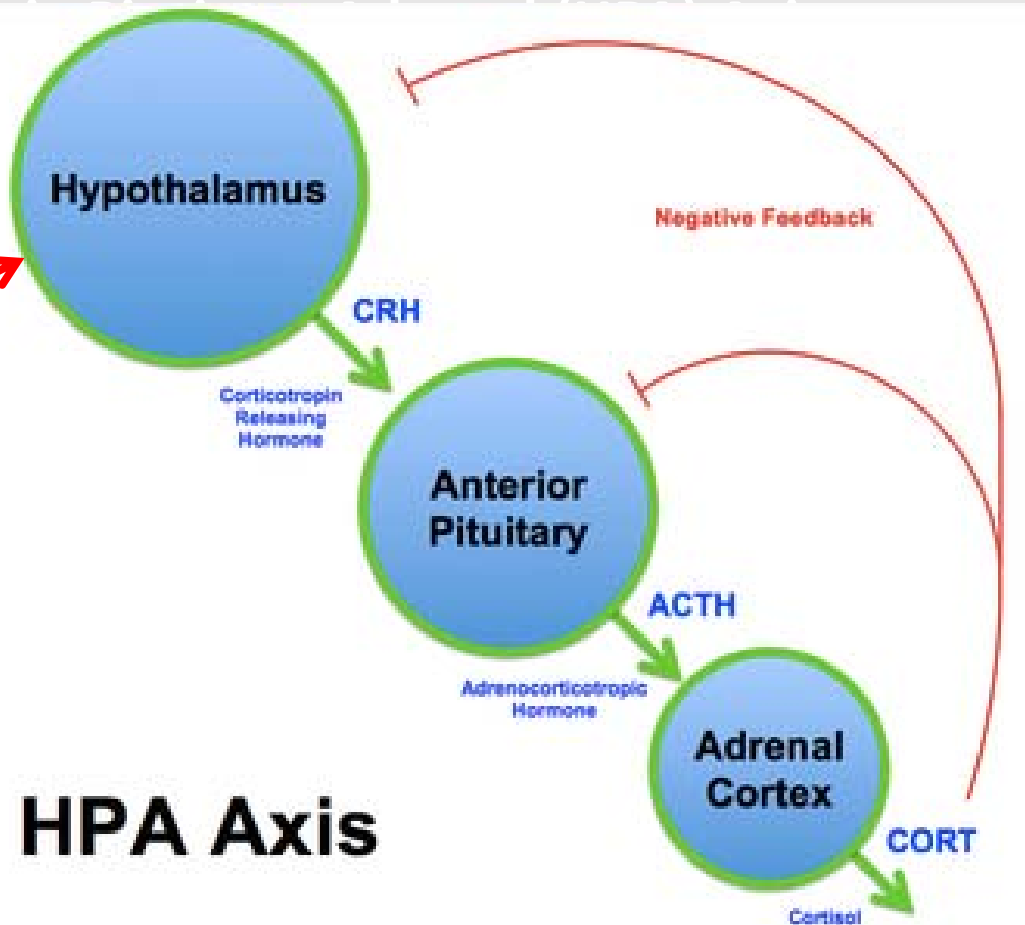 Hypothalamus
Negative Feedback
CRH
Corticotropin
Releasing
Hormone
Anterior
Pituitary
ACTH
Adrenocorticotropic
Hormone
Adrenal
Cortex
HPA Axis
CORT
Cortisol